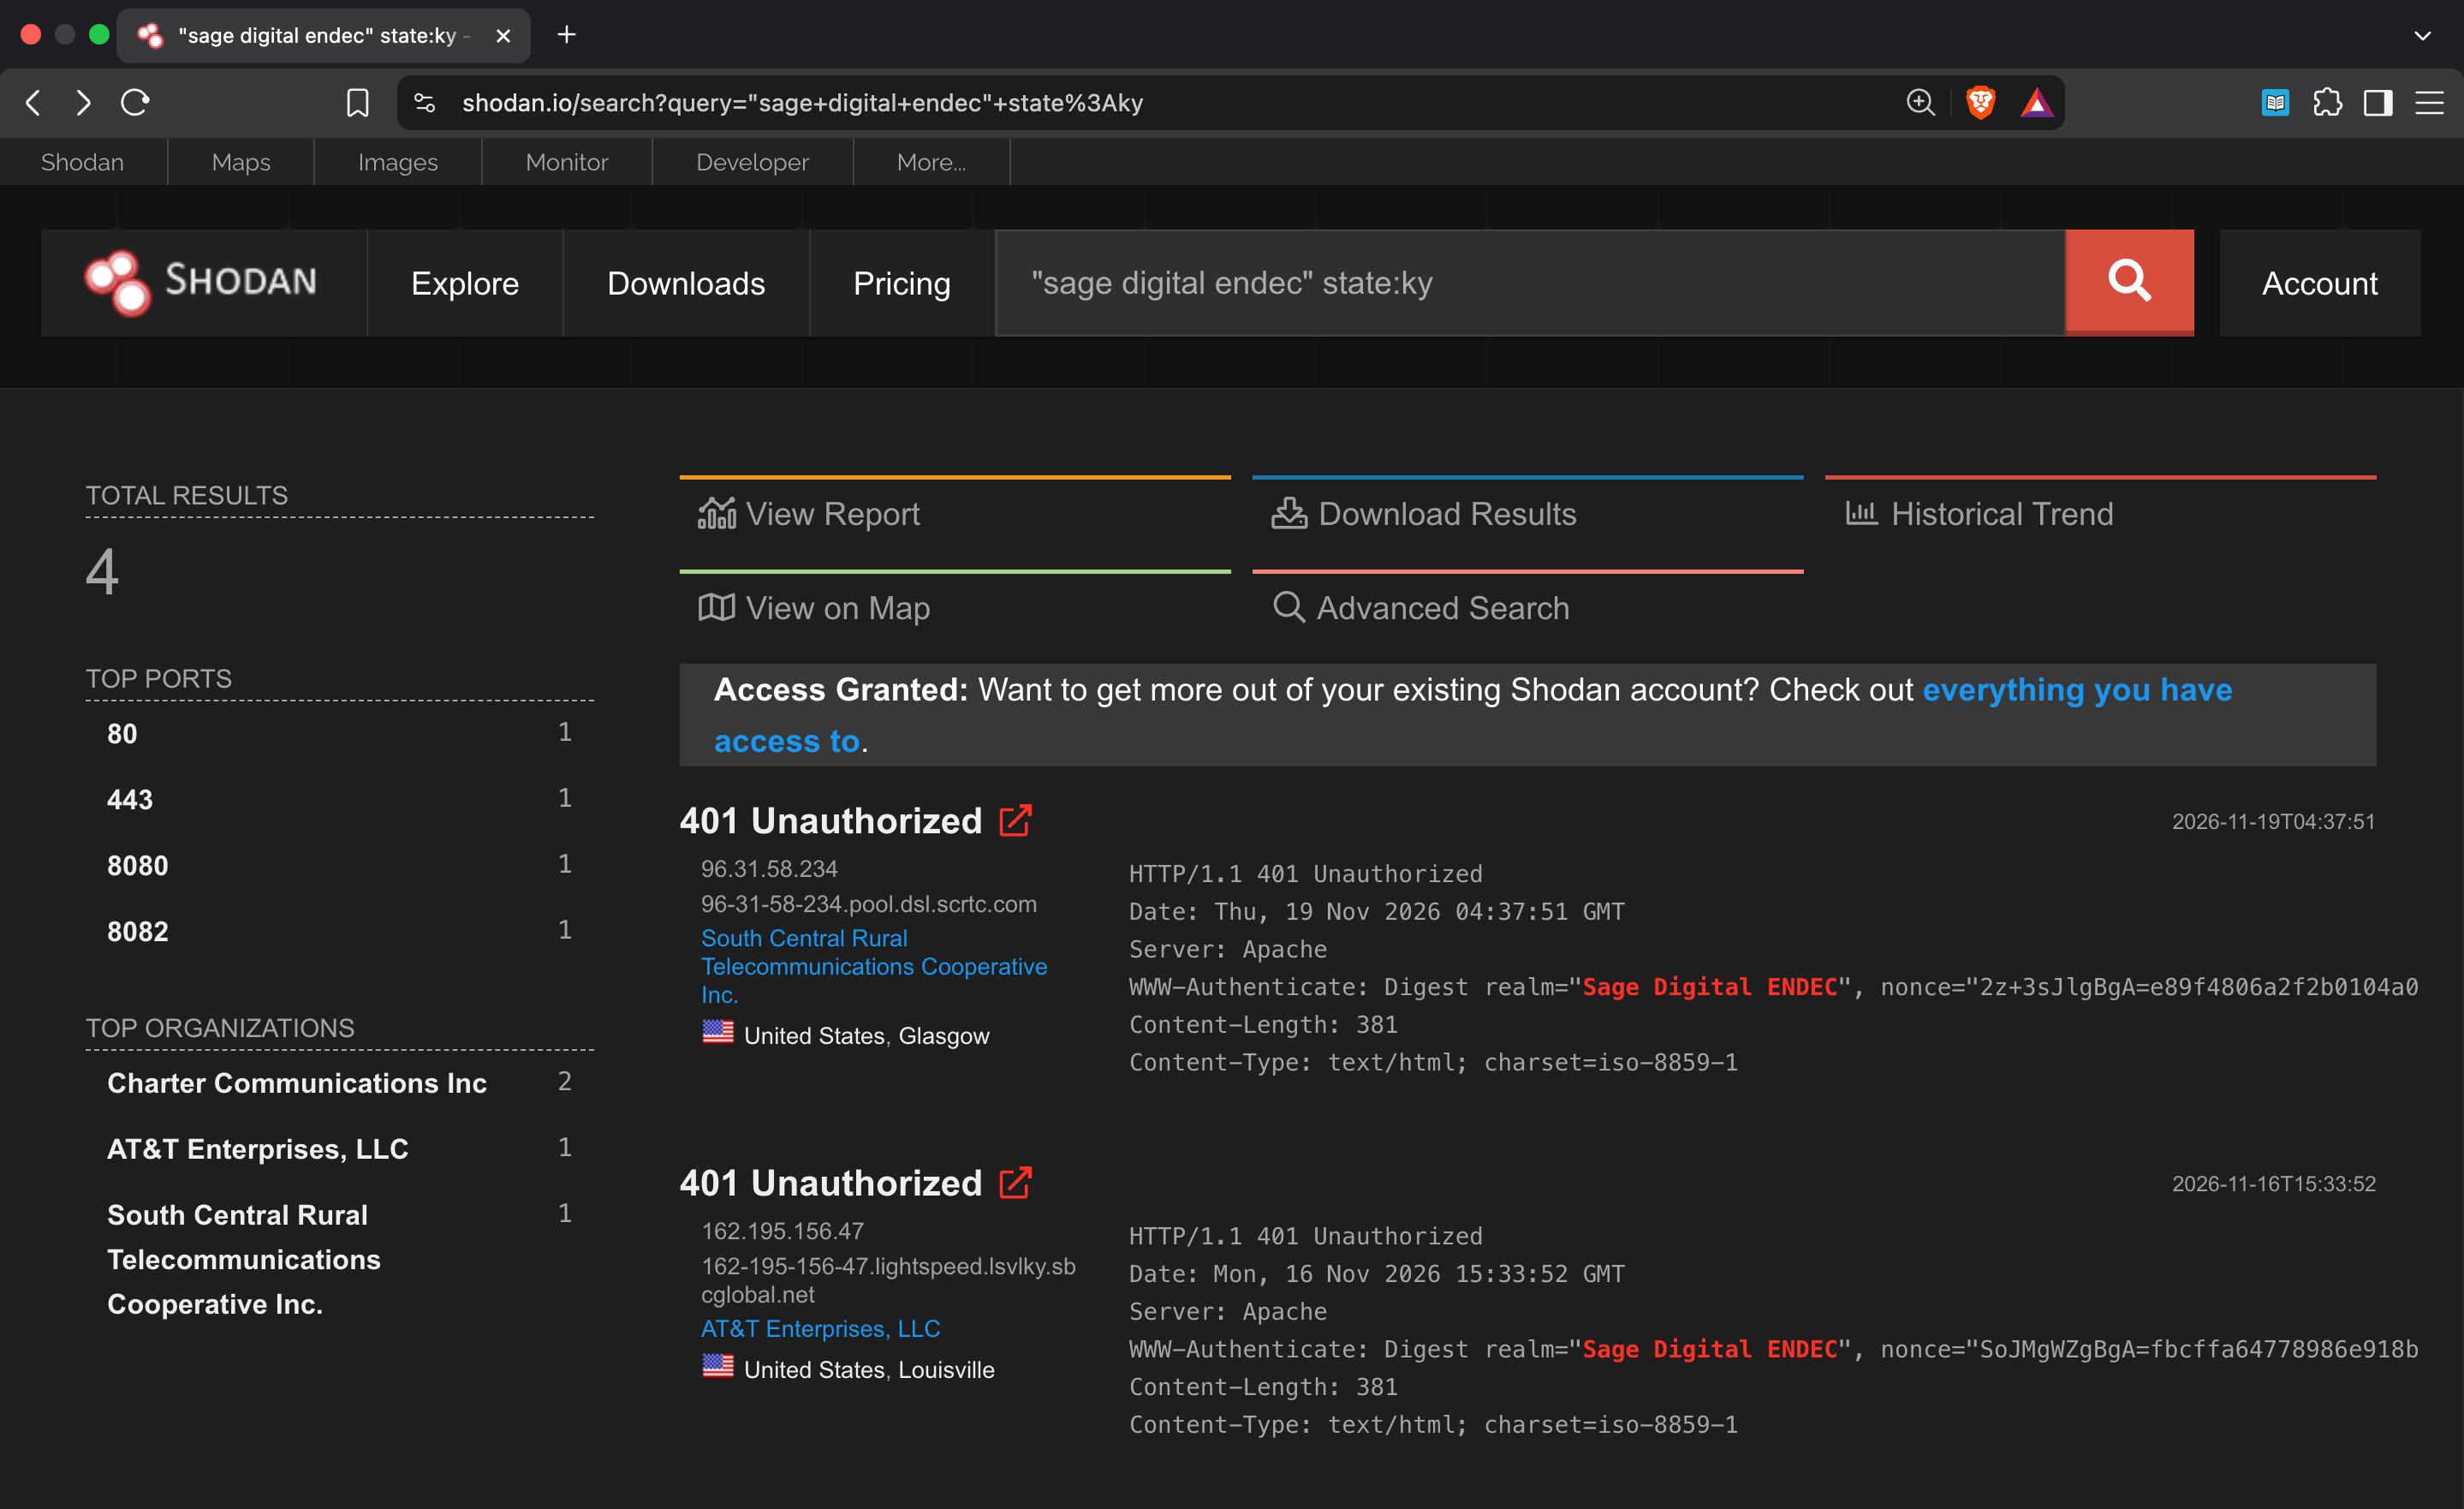 "sage digital endec" state:ky -
shodan.io/search?query="sage+digital+endec"+state%3Aky
Shodan
Maps
Images
Monitor
Developer
More...
SHODAN
Explore
Downloads
Pricing
"sage digital endec" state:ky
Account
TOTAL RESULTS
4
TOP PORTS
80 1
443 1
8080 1
8082 1
TOP ORGANIZATIONS
Charter Communications Inc 2
AT&T Enterprises, LLC 1
South Central Rural 1
Telecommunications
Cooperative Inc.
View Report
Download Results
Historical Trend
View on Map
Advanced Search
Access Granted: Want to get more out of your existing Shodan account? Check out everything you have
access to.
401 Unauthorized
2026-11-19T04:37:51
96.31.58.234
96-31-58-234.pool.dsl.scrtc.com
South Central Rural
Telecommunications Cooperative
Inc.
United States, Glasgow
HTTP/1.1 401 Unauthorized
Date: Thu, 19 Nov 2026 04:37:51 GMT
Server: Apache
WWW-Authenticate: Digest realm="Sage Digital ENDEC", nonce="2z+3sJlgBgA=e89f4806a2f2b0104a0
Content-Length: 381
Content-Type: text/html; charset=iso-8859-1
401 Unauthorized
2026-11-16T15:33:52
162.195.156.47
162-195-156-47.lightspeed.lsvlky.sb
cglobal.net
AT&T Enterprises, LLC
United States, Louisville
HTTP/1.1 401 Unauthorized
Date: Mon, 16 Nov 2026 15:33:52 GMT
Server: Apache
WWW-Authenticate: Digest realm="Sage Digital ENDEC", nonce="SoJMgWZgBgA=fbcffa64778986e918b
Content-Length: 381
Content-Type: text/html; charset=iso-8859-1